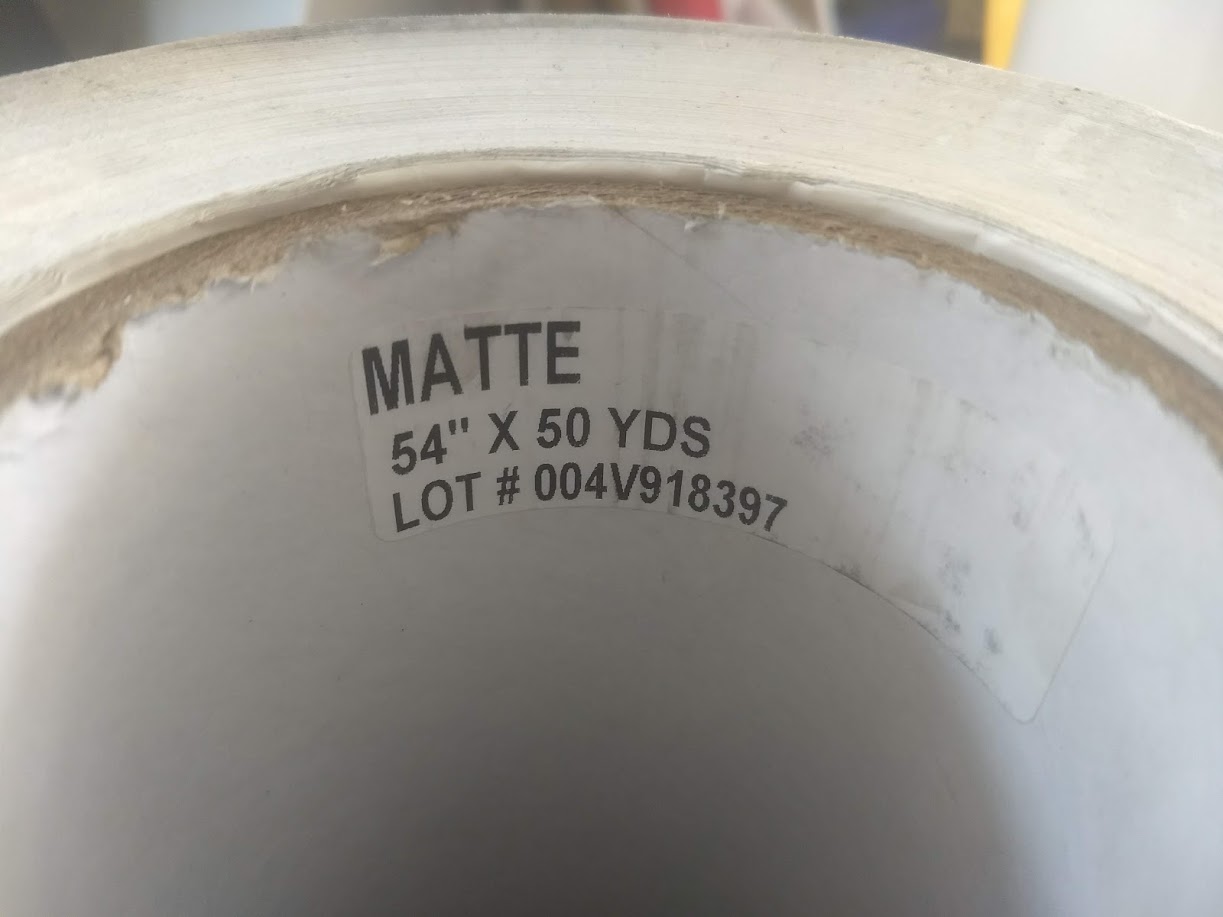 MATTE
54" X 50 YDS
LOT # 004V918397